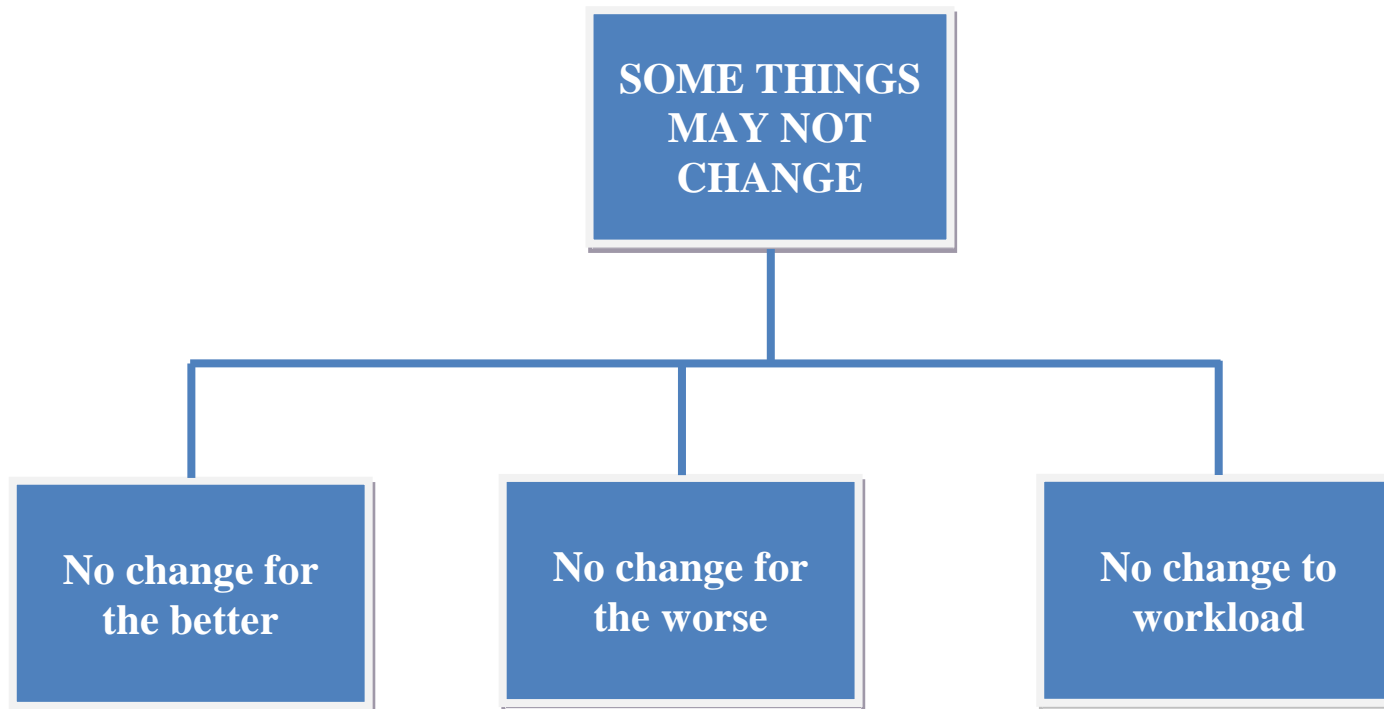 SOME THINGS
MAY NOT
CHANGE
No change for
the better
No change for
the worse
No change to
workload